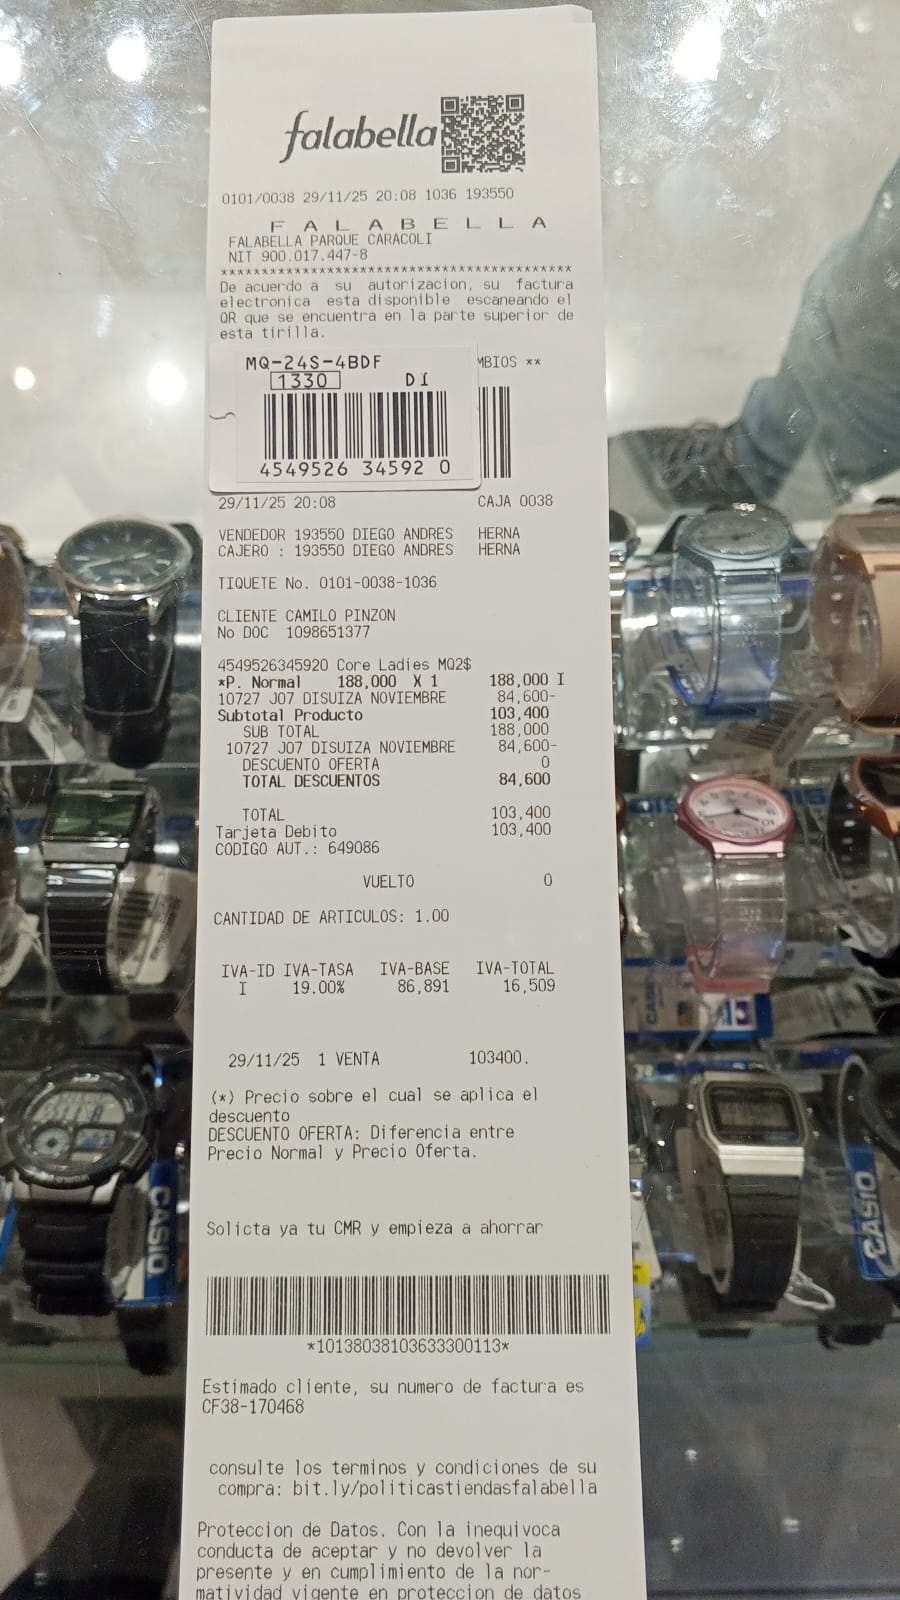 falabella
0101/0038 29/11/25 20:08 1036 193550
F A L A B E L L A
FALABELLA PARQUE CARACOLI
NIT 900.017.447-8
******************************************
De acuerdo a su autorizacion, su factura
electronica esta disponible escaneando el
QR que se encuentra en la parte superior de
esta tirilla.
MBIOS **
MQ-24S-4BDF
1330 DI
4549526 34592 0
29/11/25 20:08 CAJA 0038
VENDEDOR 193550 DIEGO ANDRES HERNA
CAJERO : 193550 DIEGO ANDRES HERNA
TIQUETE No. 0101-0038-1036
CLIENTE CAMILO PINZON
No DOC 1098651377
4549526345920 Core Ladies MQ2$
*P. Normal 188,000 X 1 188,000 I
10727 J07 DISUIZA NOVIEMBRE 84,600-
Subtotal Producto 103,400
SUB TOTAL 188,000
10727 J07 DISUIZA NOVIEMBRE 84,600-
DESCUENTO OFERTA 0
TOTAL DESCUENTOS 84,600
TOTAL 103,400
Tarjeta Debito 103,400
CODIGO AUT.: 649086
VUELTO 0
CANTIDAD DE ARTICULOS: 1.00
IVA-ID IVA-TASA IVA-BASE IVA-TOTAL
I 19.00% 86,891 16,509
29/11/25 1 VENTA 103400.
(*) Precio sobre el cual se aplica el
descuento
DESCUENTO OFERTA: Diferencia entre
Precio Normal y Precio Oferta.
Solicta ya tu CMR y empieza a ahorrar
*10138038103633300113*
Estimado cliente, su numero de factura es
CF38-170468
consulte los terminos y condiciones de su
compra: bit.ly/politicastiendasfalabella
Proteccion de Datos. Con la inequivoca
conducta de aceptar y no devolver la
presente y en cumplimiento de la nor-
matividad vigente en proteccion de datos
CASIO
CASIO
CASIO